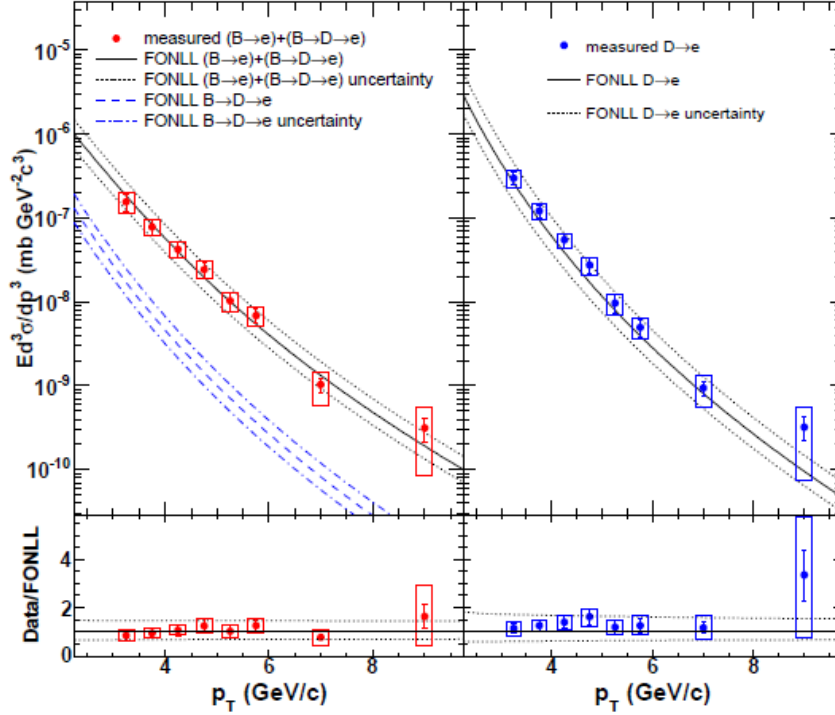 measured (B→e)+(B→D→e)
FONLL (B→e)+(B→D→e)
FONLL (B→e)+(B→D→e) uncertainty
FONLL B→D→e
FONLL B→D→e uncertainty
measured D→e
FONLL D→e
FONLL D→e uncertainty
Ed³σ/dp³ (mb GeV⁻²c³)
10⁻⁵
10⁻⁶
10⁻⁷
10⁻⁸
10⁻⁹
10⁻¹⁰
Data/FONLL
4
2
0
4 6 8
4 6 8
p_T (GeV/c)
p_T (GeV/c)